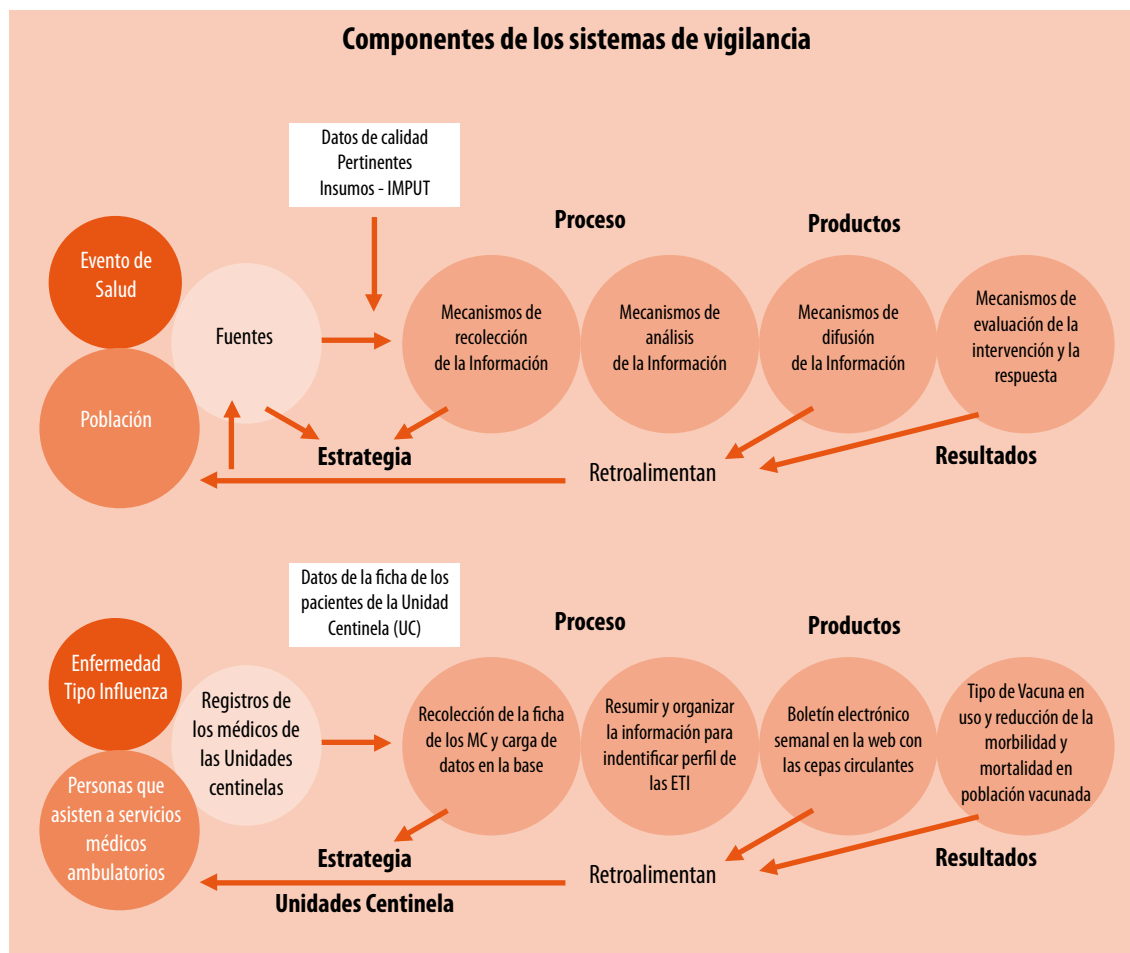 Componentes de los sistemas de vigilancia
Datos de calidad
Pertinentes
Insumos - IMPUT
Proceso
Productos
Evento de
Salud
Población
Fuentes
Mecanismos de
recolección
de la Información
Mecanismos de
análisis
de la Información
Mecanismos de
difusión
de la Información
Mecanismos de
evaluación de la
intervención y la
respuesta
Estrategia
Retroalimentan
Resultados
Datos de la ficha de los
pacientes de la Unidad
Centinela (UC)
Proceso
Productos
Enfermedad
Tipo Influenza
Personas que
asisten a servicios
médicos
ambulatorios
Registros de
los médicos de
las Unidades
centinelas
Recolección de la ficha
de los MC y carga de
datos en la base
Resumir y organizar
la información para
indentificar perfil de
las ETI
Boletín electrónico
semanal en la web con
las cepas circulantes
Tipo de Vacuna en
uso y reducción de la
morbilidad y
mortalidad en
población vacunada
Estrategia
Unidades Centinela
Retroalimentan
Resultados